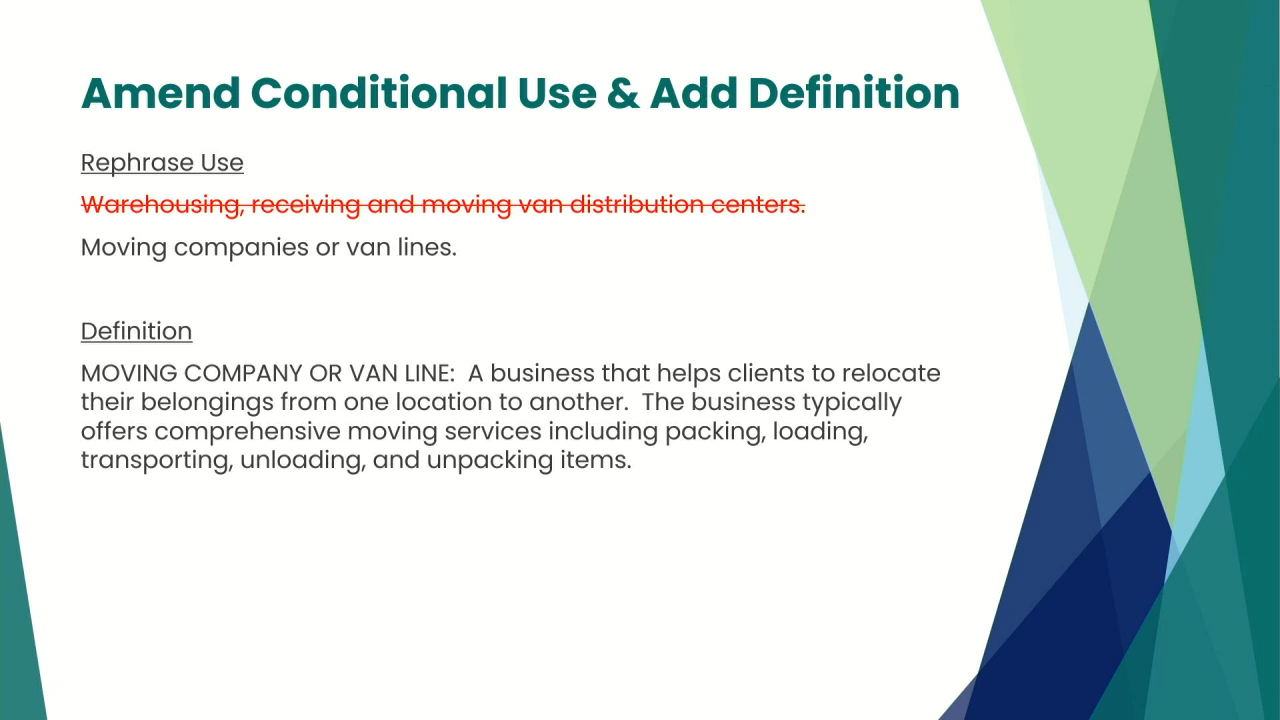 Amend Conditional Use & Add Definition
Rephrase Use
Warehousing, receiving and moving van distribution centers.
Moving companies or van lines.
Definition
MOVING COMPANY OR VAN LINE:  A business that helps clients to relocate
their belongings from one location to another.  The business typically
offers comprehensive moving services including packing, loading,
transporting, unloading, and unpacking items.